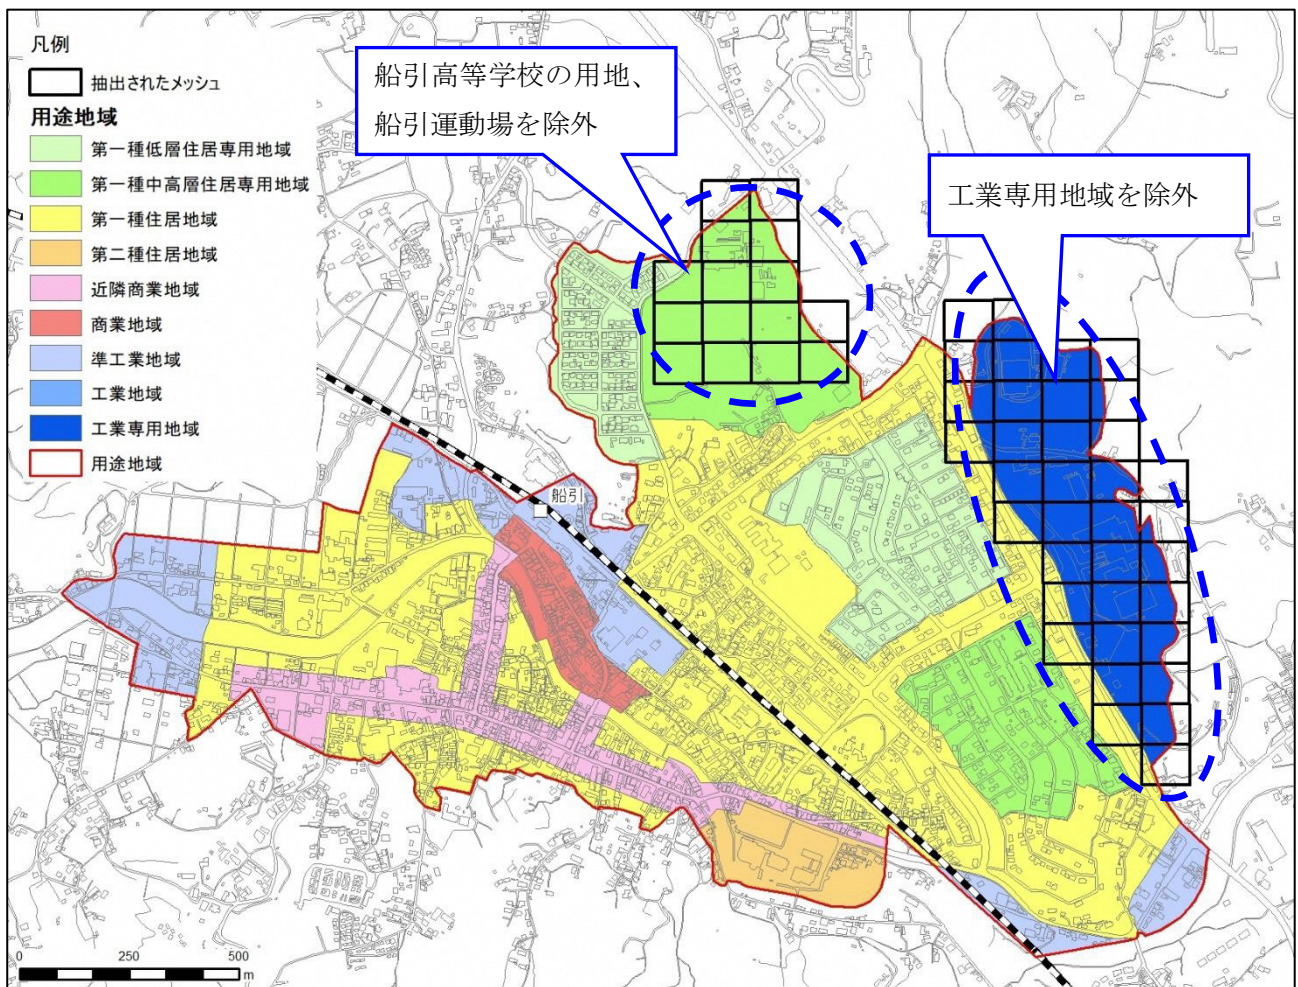 凡例
抽出されたメッシュ
用途地域
第一種低層住居専用地域
第一種中高層住居専用地域
第一種住居地域
第二種住居地域
近隣商業地域
商業地域
準工業地域
工業地域
工業専用地域
用途地域
船引高等学校の用地、
船引運動場を除外
工業専用地域を除外
船引
0 250 500
m